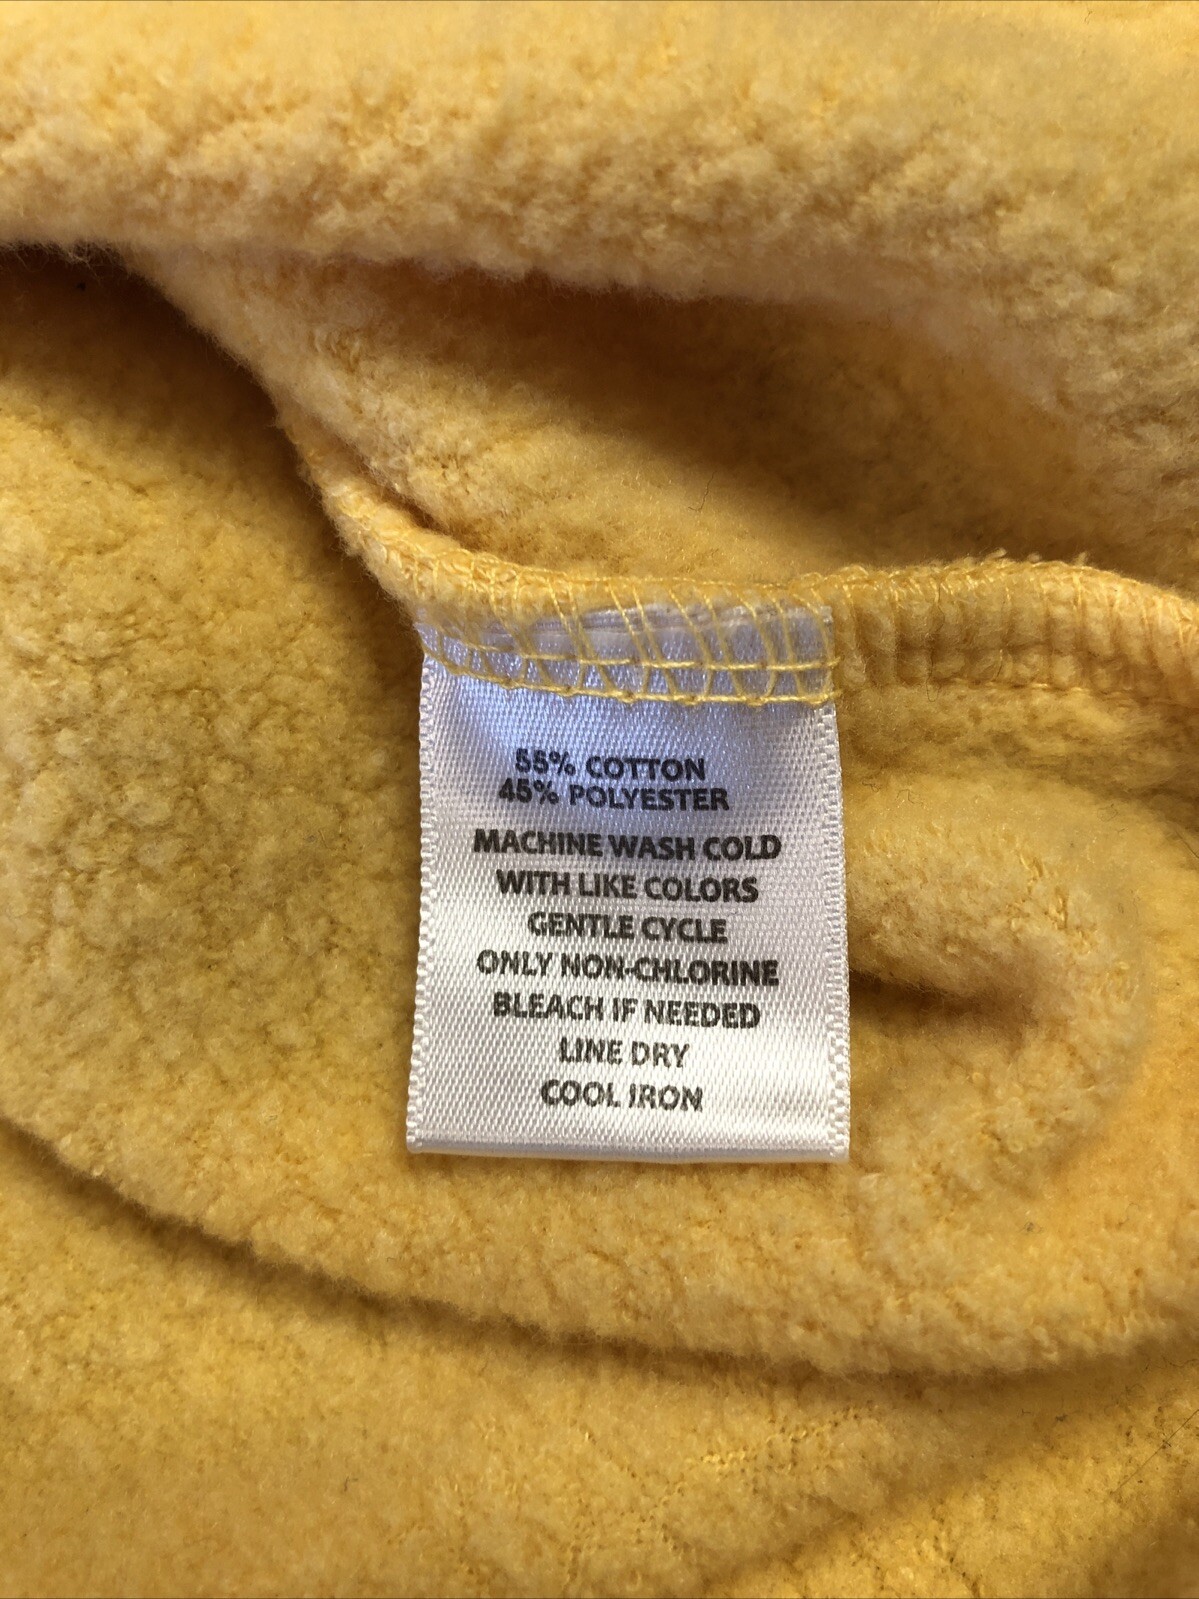 55% COTTON
45% POLYESTER
MACHINE WASH COLD
WITH LIKE COLORS
GENTLE CYCLE
ONLY NON-CHLORINE
BLEACH IF NEEDED
LINE DRY
COOL IRON